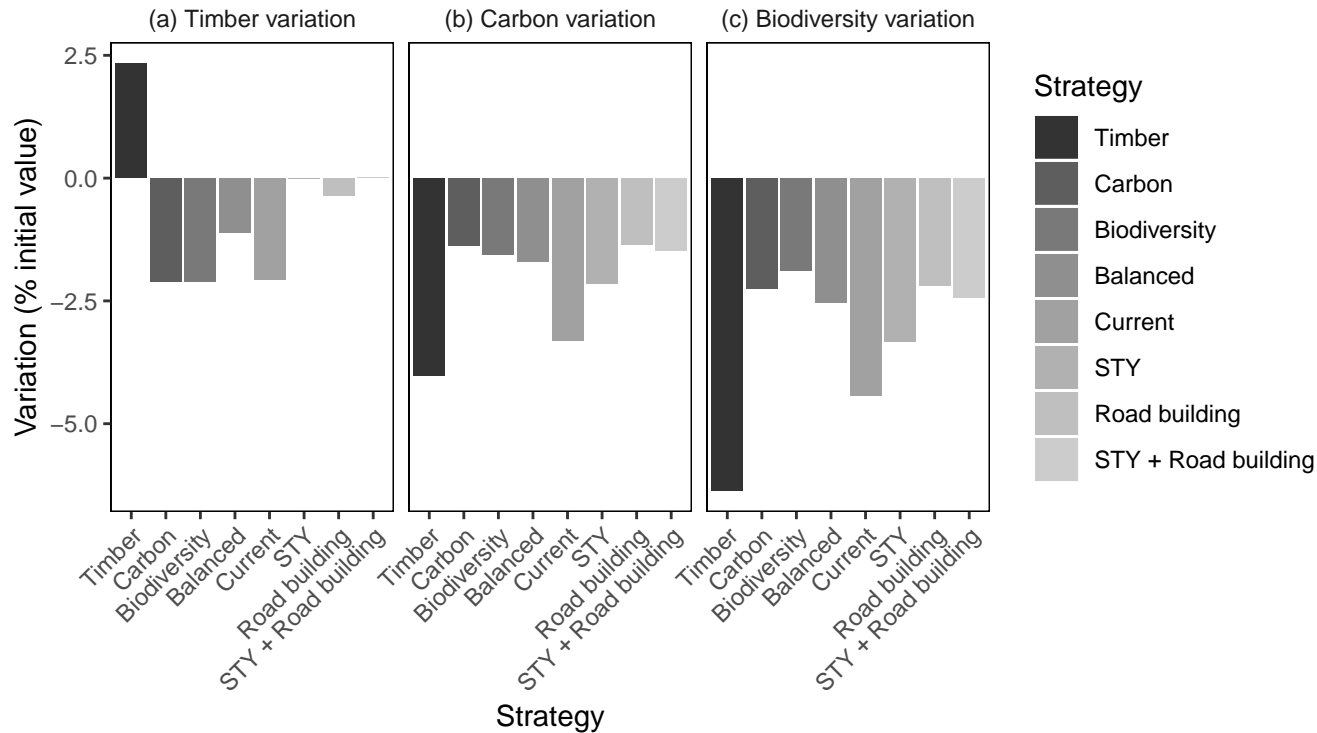 (a) Timber variation
(b) Carbon variation
(c) Biodiversity variation
Variation (% initial value)
2.5
0.0
−2.5
−5.0
Timber
Carbon
Biodiversity
Balanced
Current
STY
Road building
STY + Road building
Timber
Carbon
Biodiversity
Balanced
Current
STY
Road building
STY + Road building
Timber
Carbon
Biodiversity
Balanced
Current
STY
Road building
STY + Road building
Strategy
Strategy
Timber
Carbon
Biodiversity
Balanced
Current
STY
Road building
STY + Road building